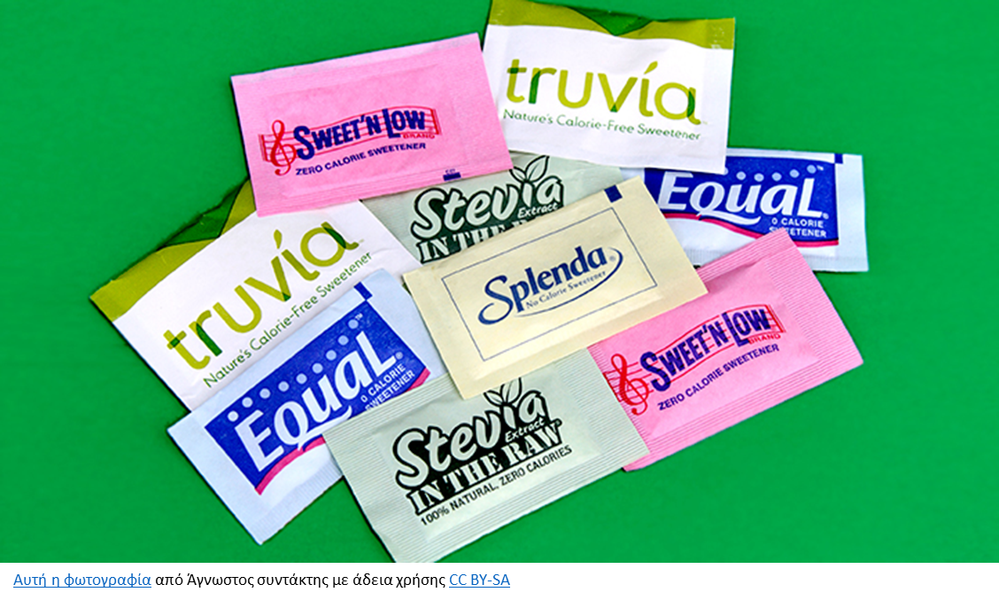 truvía
Nature's Calorie-Free Sweetener
SWEET'N LOW
BRAND
ZERO CALORIE SWEETENER
Stevia
Extract
IN THE RA
EQUAL
0 CALORIE
SWEETENER
truvía
Nature's Calorie-Free Sweetener
Splenda
No Calorie Sweetener
SWEET'N LOW
BRAND
ZERO CALORIE SWEETENER
EQUAL
0 CALORIE
SWEETENER
Stevia
Extract
IN THE RAW
100% NATURAL, ZERO CALORIES
Αυτή η φωτογραφία από Άγνωστος συντάκτης με άδεια χρήσης CC BY-SA